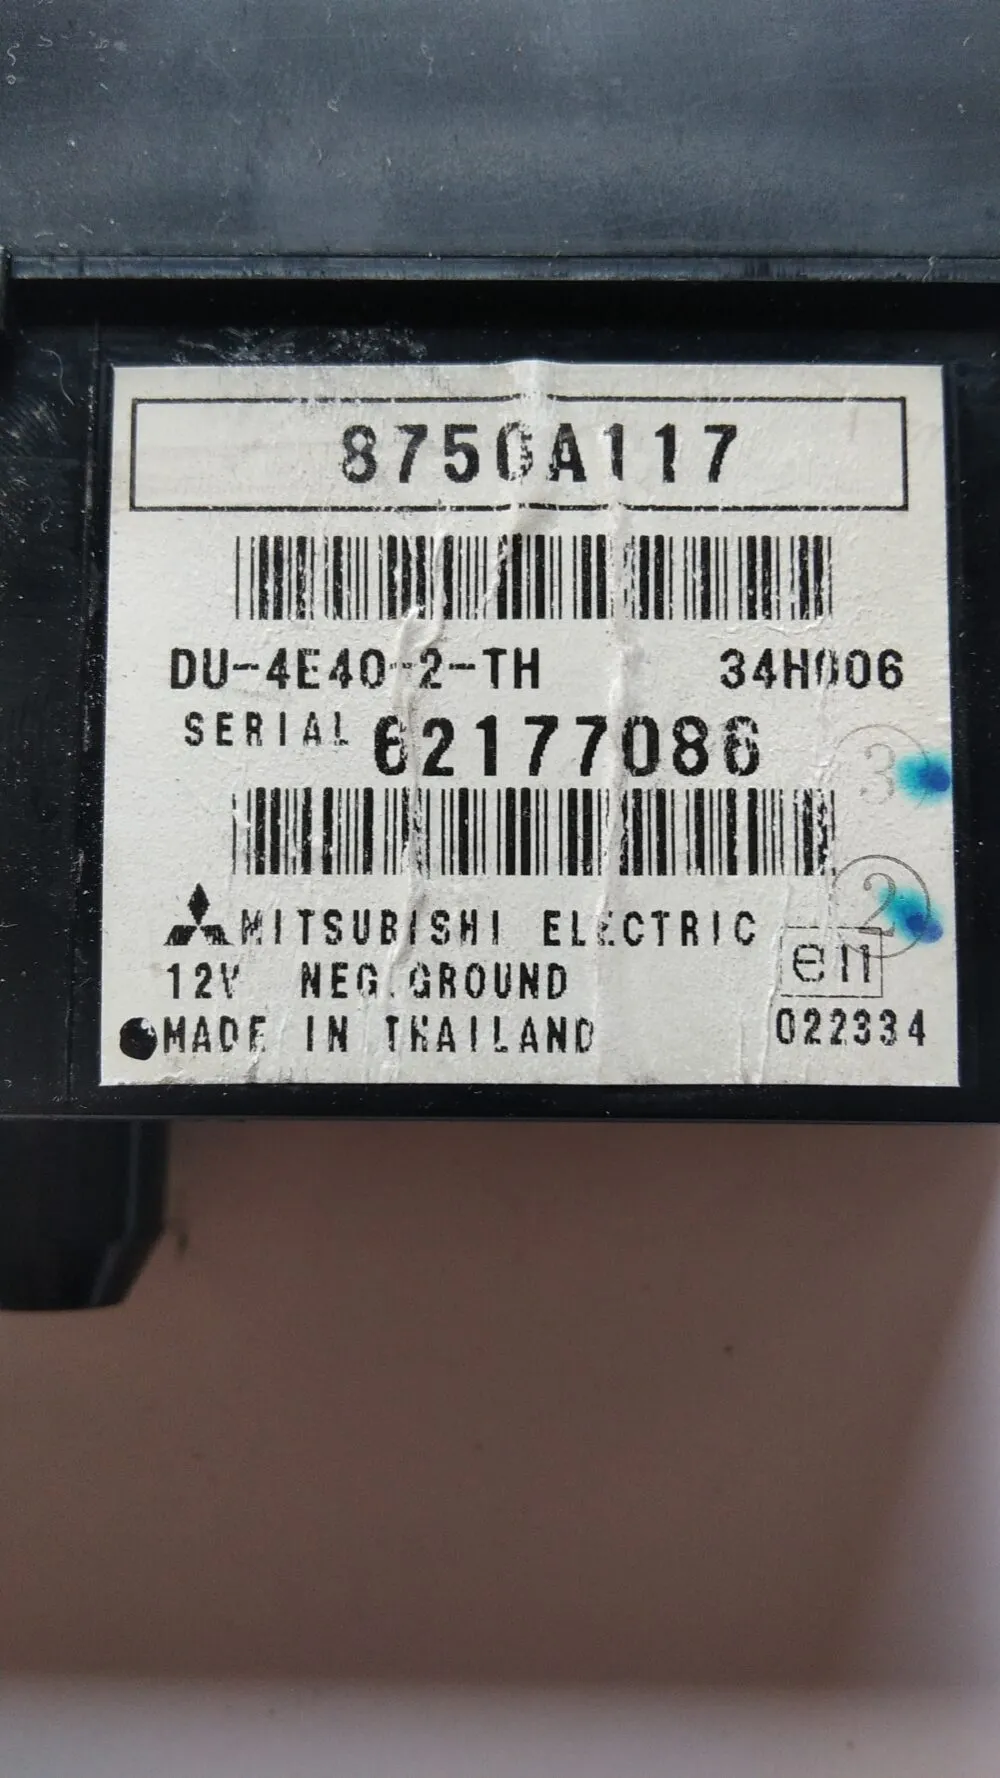 8750A117
DU-4E40-2-TH 34H006
SERIAL 62177086
3
2
MITSUBISHI ELECTRIC
e11
12V NEG.GROUND
MADE IN THAILAND 022334